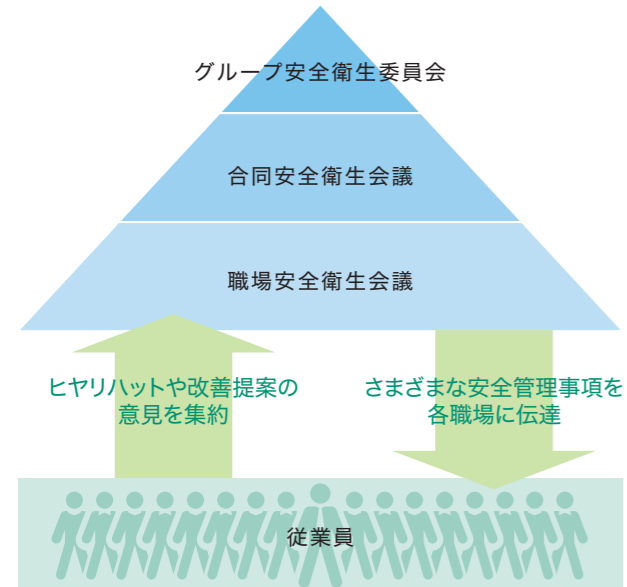 グループ安全衛生委員会
合同安全衛生会議
職場安全衛生会議
ヒヤリハットや改善提案の
意見を集約
さまざまな安全管理事項を
各職場に伝達
従業員